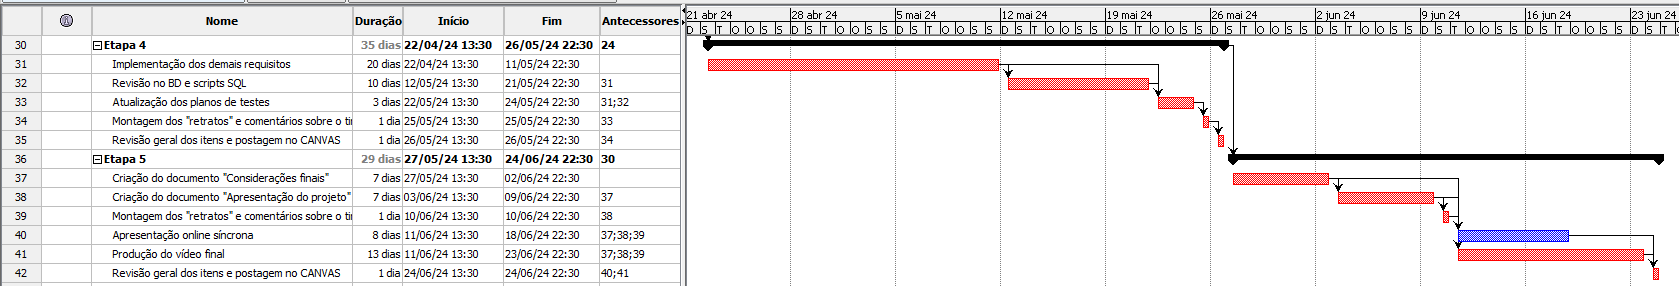 Nome Duração Início Fim Antecessores
21 abr 24 28 abr 24 5 mai 24 12 mai 24 19 mai 24 26 mai 24 2 jun 24 9 jun 24 16 jun 24 23 jun 24
30 Etapa 4 35 dias 22/04/24 13:30 26/05/24 22:30 24
31 Implementação dos demais requisitos 20 dias 22/04/24 13:30 11/05/24 22:30
32 Revisão no BD e scripts SQL 10 dias 12/05/24 13:30 21/05/24 22:30 31
33 Atualização dos planos de testes 3 dias 22/05/24 13:30 24/05/24 22:30 31;32
34 Montagem dos "retratos" e comentários sobre o ti 1 dia 25/05/24 13:30 25/05/24 22:30 33
35 Revisão geral dos itens e postagem no CANVAS 1 dia 26/05/24 13:30 26/05/24 22:30 34
36 Etapa 5 29 dias 27/05/24 13:30 24/06/24 22:30 30
37 Criação do documento "Considerações finais" 7 dias 27/05/24 13:30 02/06/24 22:30
38 Criação do documento "Apresentação do projeto" 7 dias 03/06/24 13:30 09/06/24 22:30 37
39 Montagem dos "retratos" e comentários sobre o ti 1 dia 10/06/24 13:30 10/06/24 22:30 38
40 Apresentação online síncrona 8 dias 11/06/24 13:30 18/06/24 22:30 37;38;39
41 Produção do vídeo final 13 dias 11/06/24 13:30 23/06/24 22:30 37;38;39
42 Revisão geral dos itens e postagem no CANVAS 1 dia 24/06/24 13:30 24/06/24 22:30 40;41